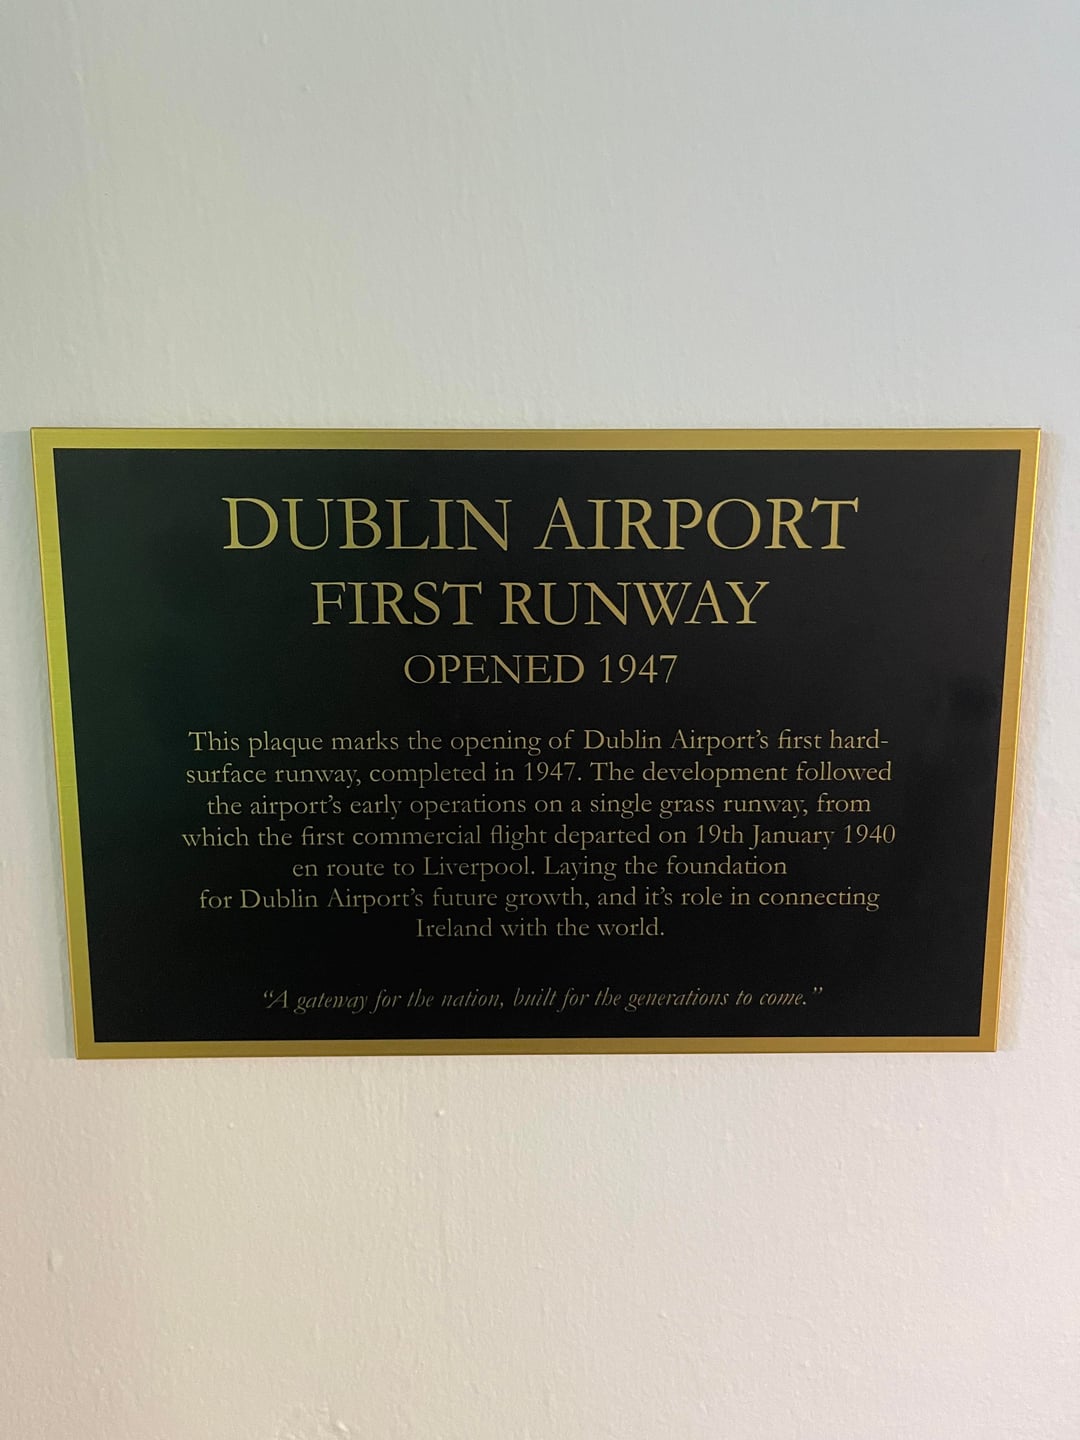 DUBLIN AIRPORT
FIRST RUNWAY
OPENED 1947
This plaque marks the opening of Dublin Airport’s first hard-
surface runway, completed in 1947. The development followed
the airport’s early operations on a single grass runway, from
which the first commercial flight departed on 19th January 1940
en route to Liverpool. Laying the foundation
for Dublin Airport’s future growth, and it’s role in connecting
Ireland with the world.
“A gateway for the nation, built for the generations to come.”